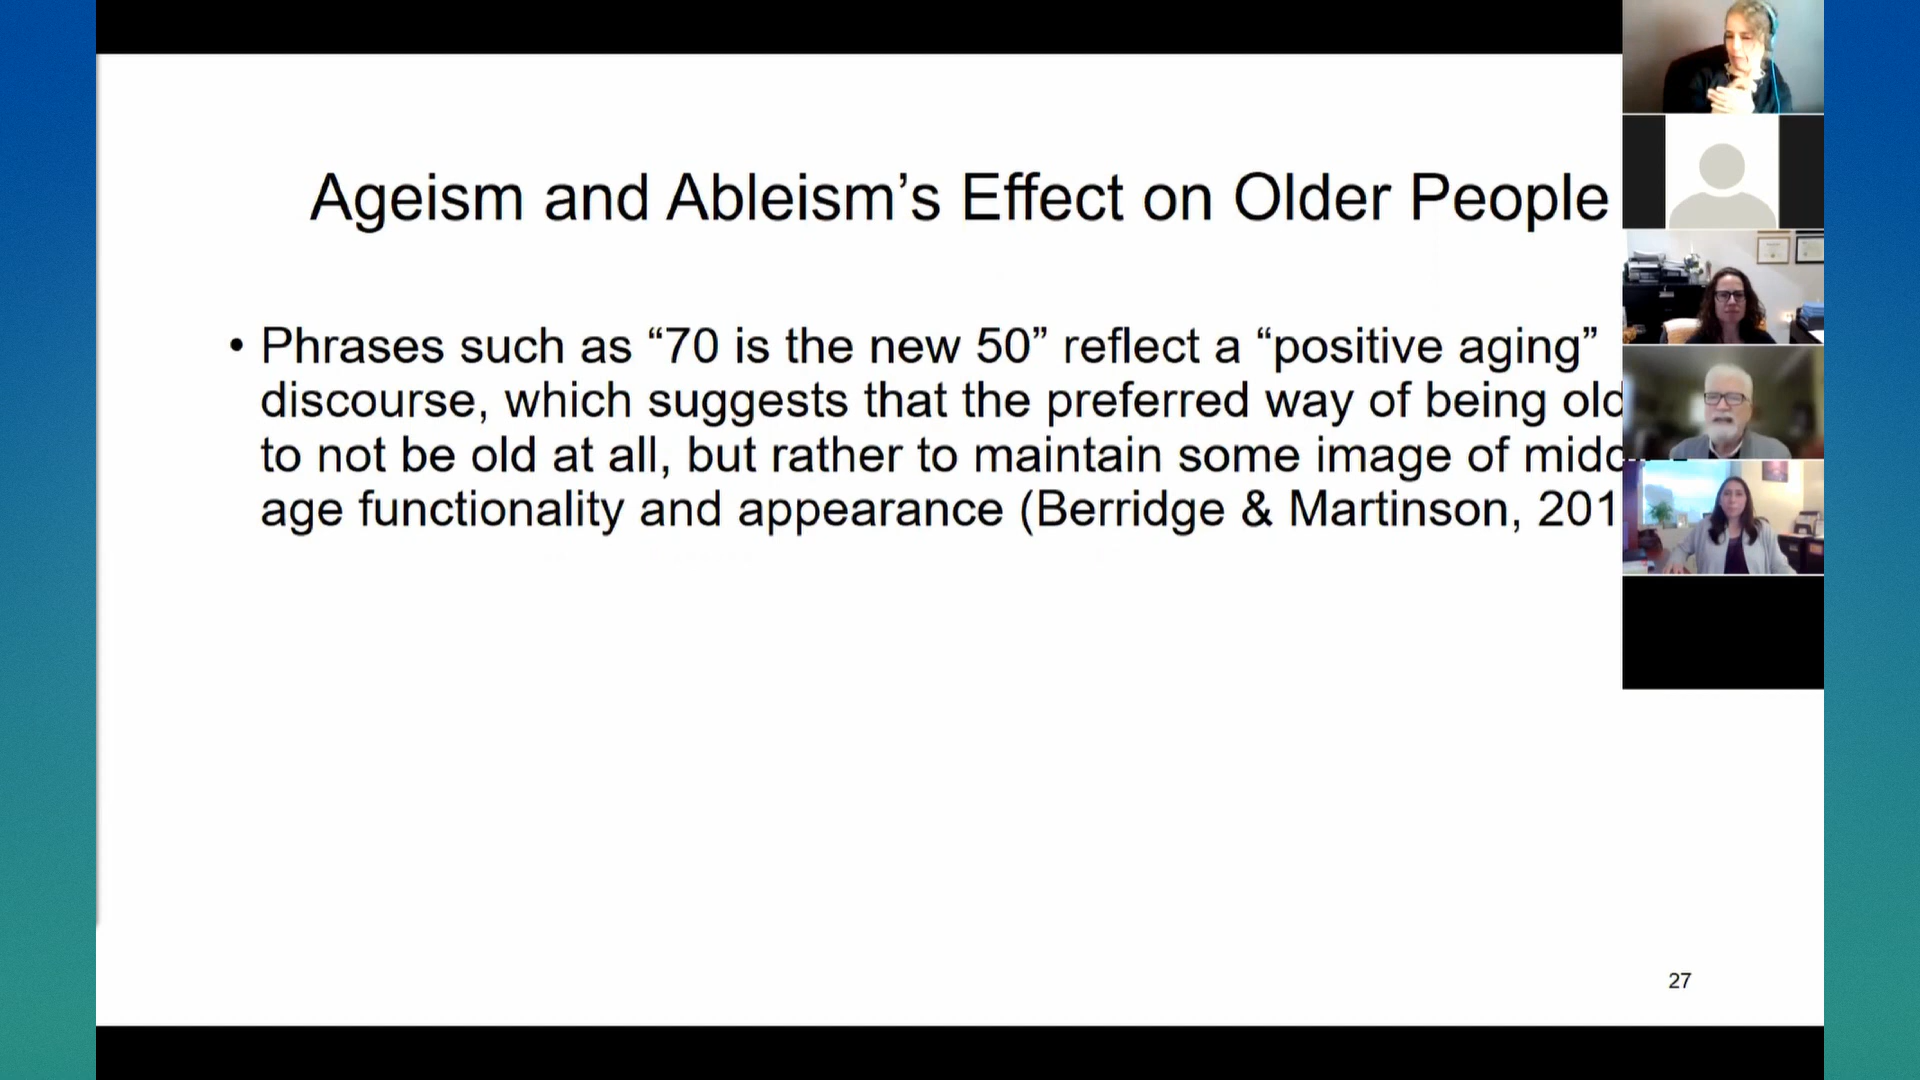 Ageism and Ableism’s Effect on Older People
• Phrases such as “70 is the new 50” reflect a “positive aging”
discourse, which suggests that the preferred way of being old
to not be old at all, but rather to maintain some image of
age functionality and appearance (Berridge & Martinson, 201
27